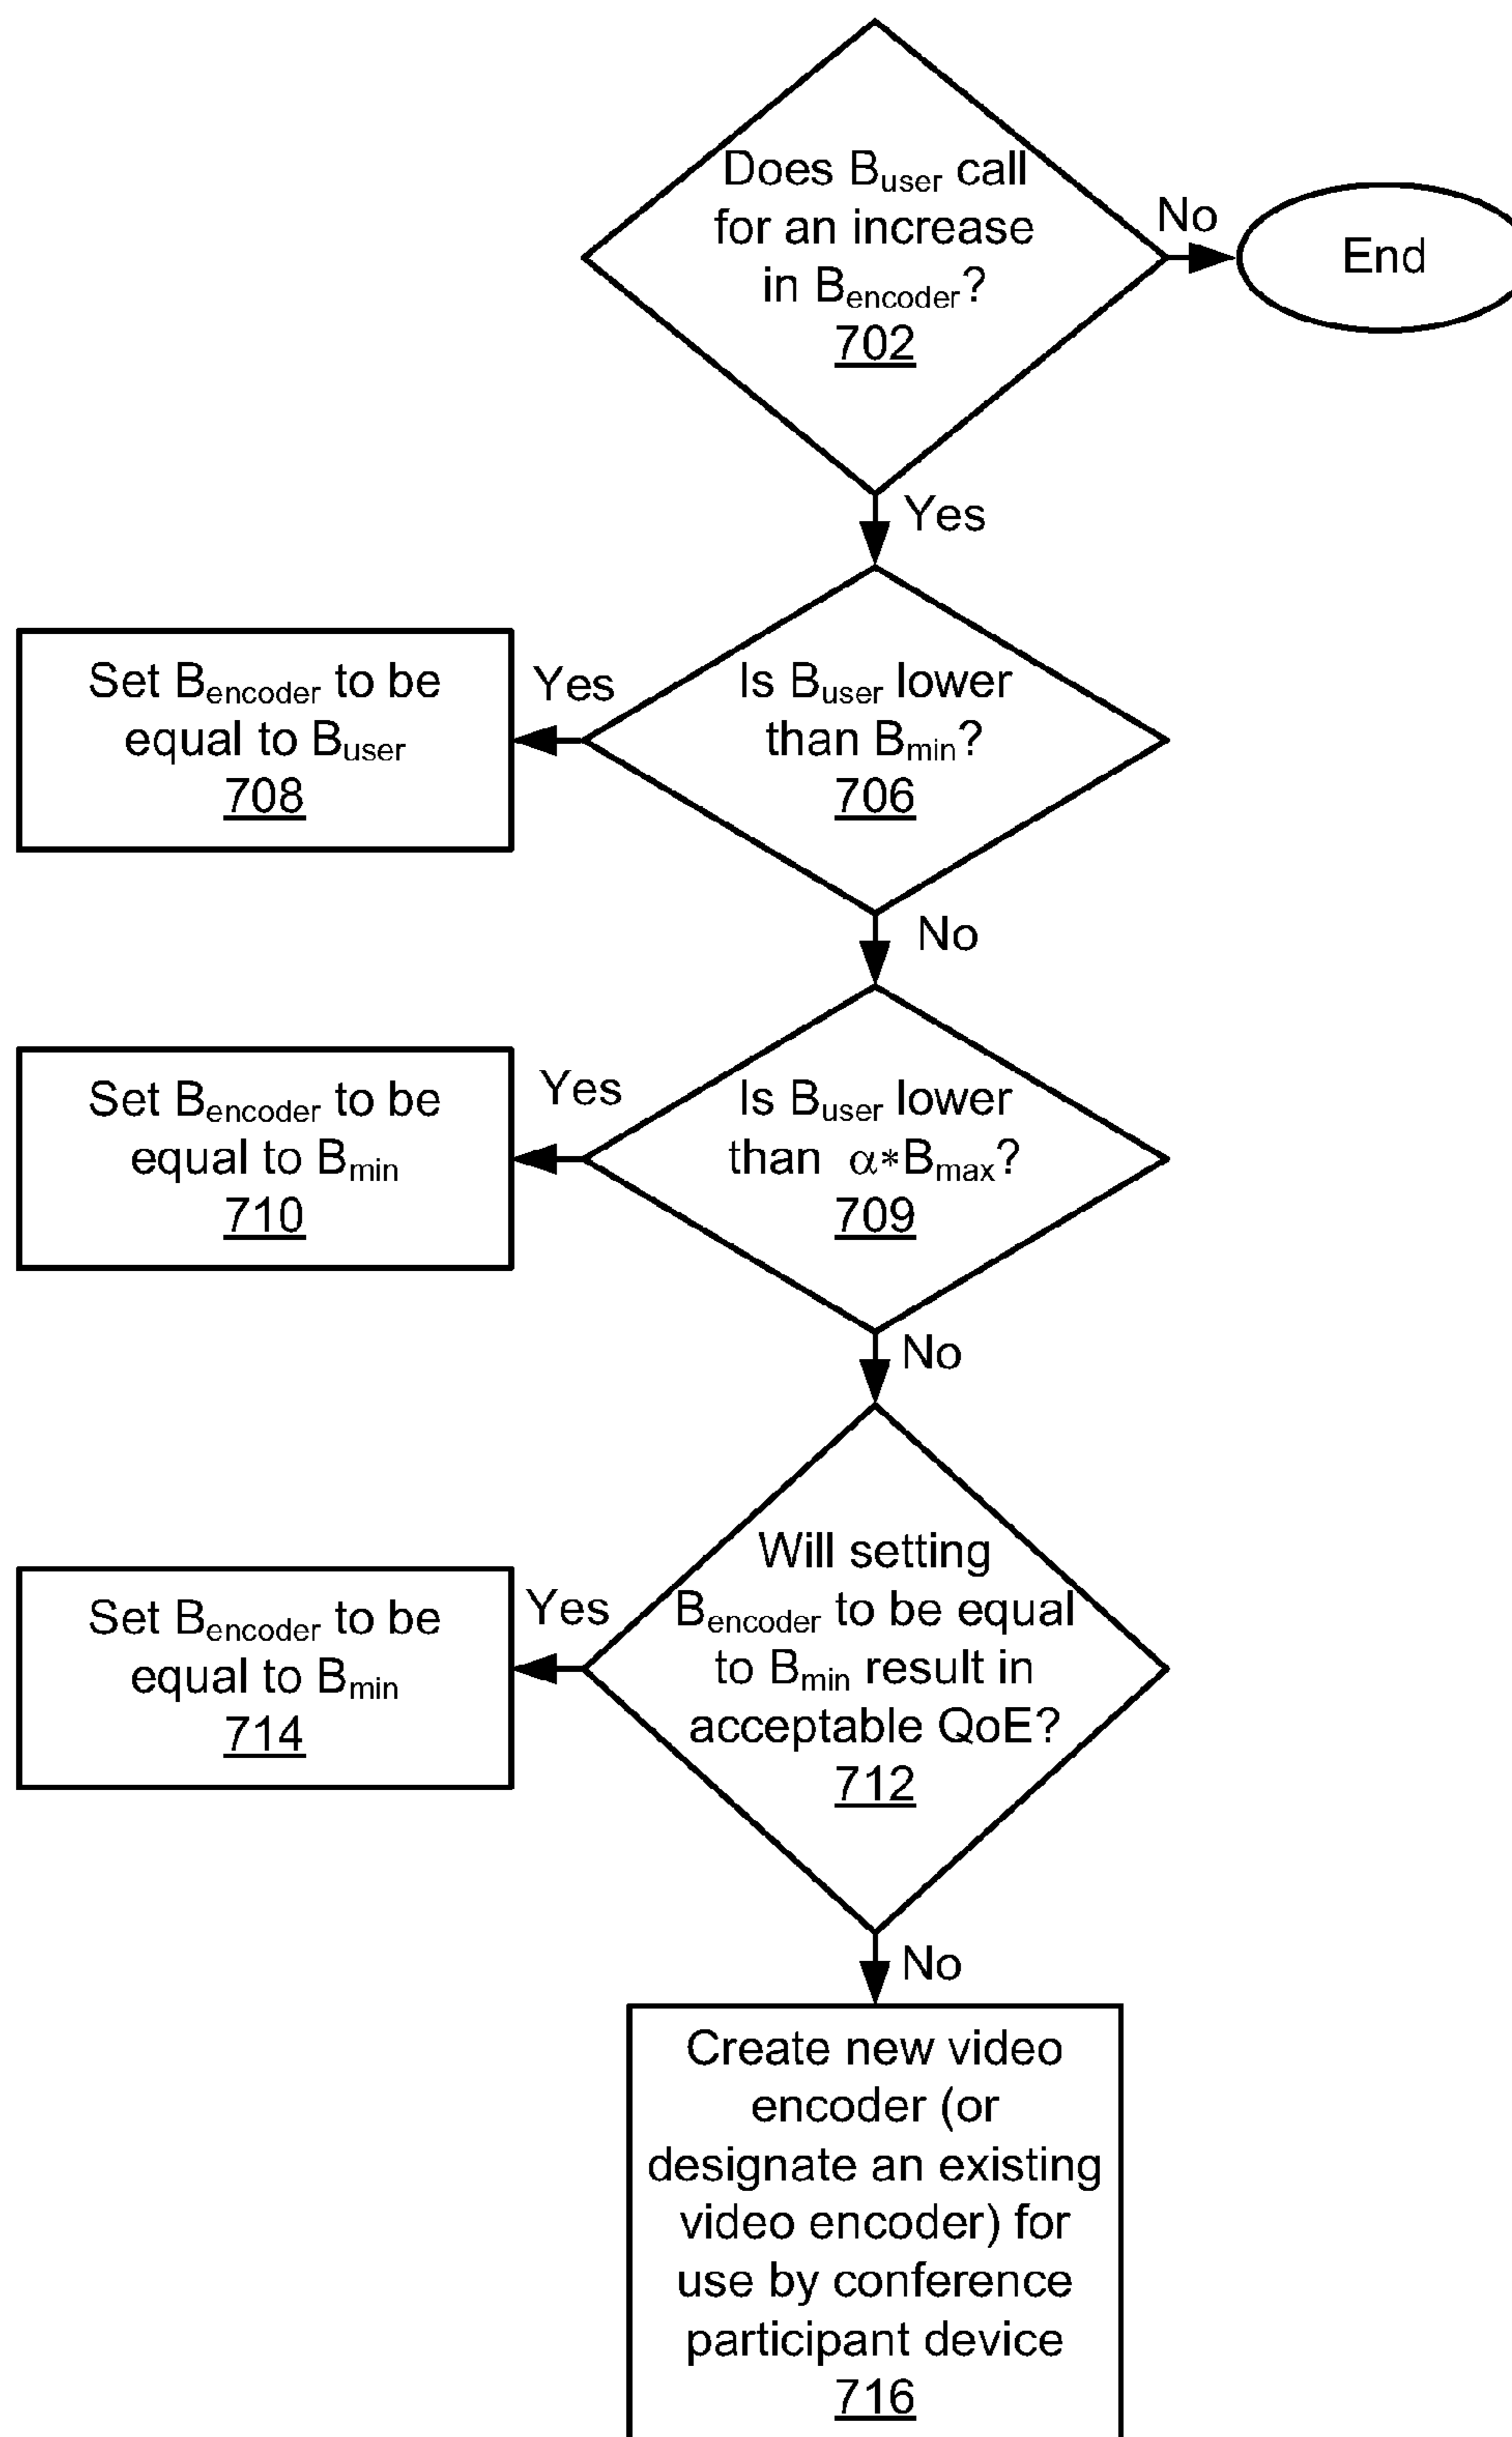 Does Buser call
for an increase
in Bencoder?
702
No
End
Yes
Set Bencoder to be
equal to Buser
708
Yes
Is Buser lower
than Bmin?
706
No
Set Bencoder to be
equal to Bmin
710
Yes
Is Buser lower
than α*Bmax?
709
No
Set Bencoder to be
equal to Bmin
714
Yes
Will setting
Bencoder to be equal
to Bmin result in
acceptable QoE?
712
No
Create new video
encoder (or
designate an existing
video encoder) for
use by conference
participant device
716